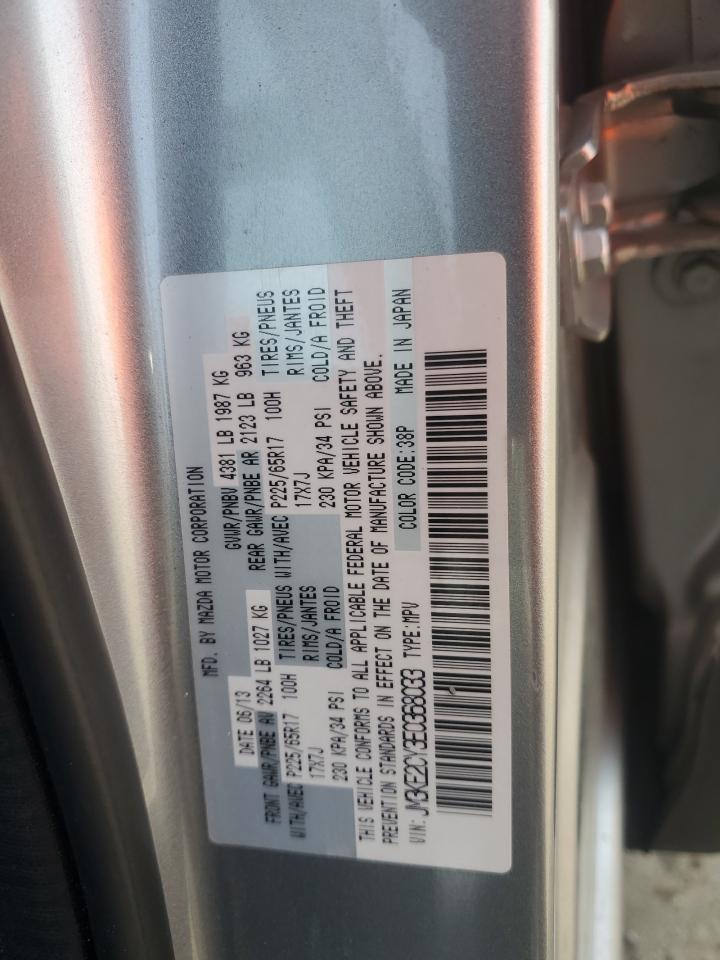 MFD. BY MAZDA MOTOR CORPORATION
DATE 06/13 GVWR/PNBV 4381 LB 1987 KG
FRONT GAWR/PNBE AV 2264 LB 1027 KG REAR GAWR/PNBE AR 2123 LB 963 KG
WITH/AVEC P225/65R17 100H TIRES/PNEUS WITH/AVEC P225/65R17 100H TIRES/PNEUS
17X7J RIMS/JANTES 17X7J RIMS/JANTES
230 KPA/34 PSI COLD/A FROID 230 KPA/34 PSI COLD/A FROID
THIS VEHICLE CONFORMS TO ALL APPLICABLE FEDERAL MOTOR VEHICLE SAFETY AND THEFT
PREVENTION STANDARDS IN EFFECT ON THE DATE OF MANUFACTURE SHOWN ABOVE.
VIN: JM3KE2CY3E0368033 TYPE:MPV COLOR CODE:38P MADE IN JAPAN